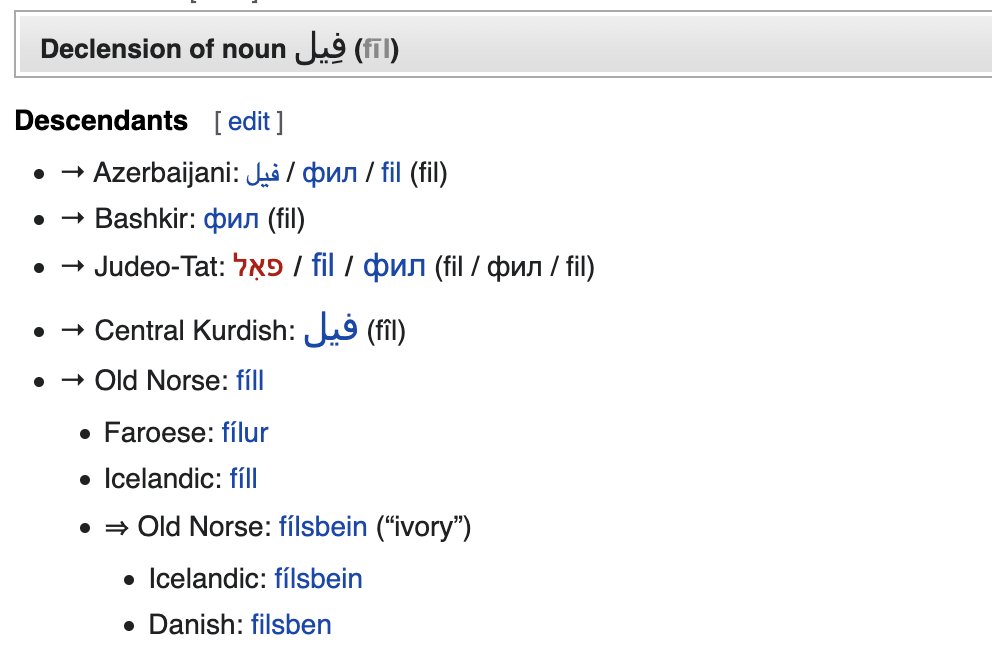 Declension of noun فِيل (fīl)
Descendants [ edit ]
• → Azerbaijani: فیل / фил / fil (fil)
• → Bashkir: фил (fil)
• → Judeo-Tat: פאִל / fil / фил (fil / фил / fil)
• → Central Kurdish: فیل (fîl)
• → Old Norse: fíll
• Faroese: fílur
• Icelandic: fíll
• ⇒ Old Norse: fílsbein (“ivory”)
• Icelandic: fílsbein
• Danish: filsben